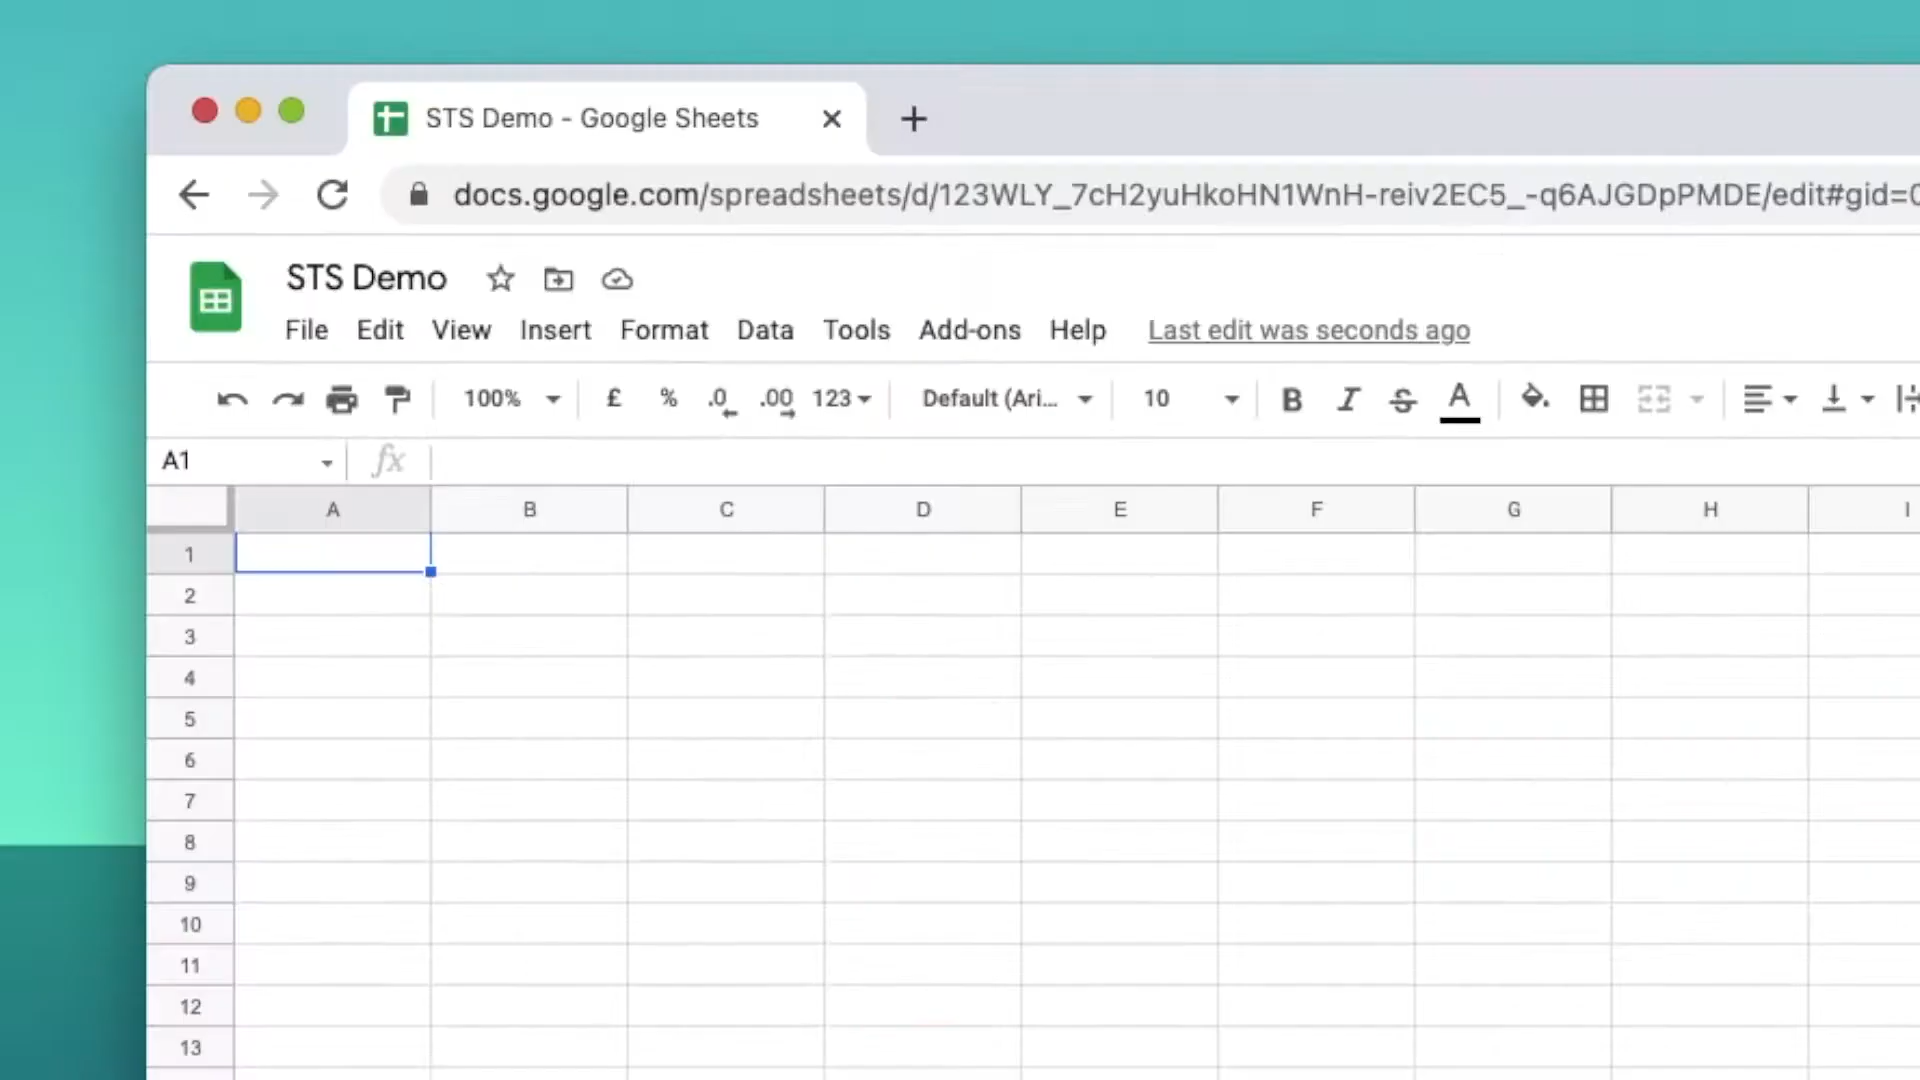 STS Demo - Google Sheets
docs.google.com/spreadsheets/d/123WLY_7cH2yuHkoHN1WnH-reiv2EC5_-q6AJGDpPMDE/edit#gid=0
STS Demo
File Edit View Insert Format Data Tools Add-ons Help Last edit was seconds ago
100% £ % .0 .00 123 Default (Ari... 10 B I S A
A1 fx
A B C D E F G H I
1
2
3
4
5
6
7
8
9
10
11
12
13